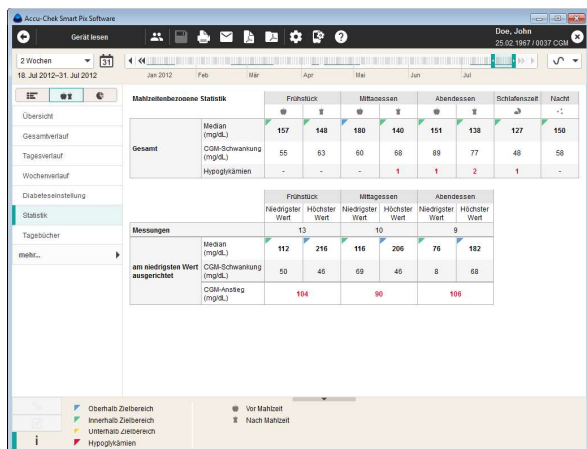 Accu-Chek Smart Pix Software
Gerät lesen
Doe, John
25.02.1967 / 0037 CGM
2 Wochen
31
18. Jul 2012–31. Jul 2012
Jan 2012 Feb Mär Apr Mai Jun Jul
Übersicht
Gesamtverlauf
Tagesverlauf
Wochenverlauf
Diabeteseinstellung
Statistik
Tagebücher
mehr...
Mahlzeitenbezogene Statistik Frühstück Mittagessen Abendessen Schlafenszeit Nacht
Gesamt
Median (mg/dL) 157 148 180 140 151 138 127 150
CGM-Schwankung (mg/dL) 55 63 60 68 89 77 48 58
Hypoglykämien - - - 1 1 2 1 -
Frühstück Mittagessen Abendessen
Niedrigster Wert Höchster Wert Niedrigster Wert Höchster Wert Niedrigster Wert Höchster Wert
Messungen 13 10 9
am niedrigsten Wert ausgerichtet
Median (mg/dL) 112 216 116 206 76 182
CGM-Schwankung (mg/dL) 50 46 69 46 8 68
CGM-Anstieg (mg/dL) 104 90 106
Oberhalb Zielbereich Vor Mahlzeit
Innerhalb Zielbereich Nach Mahlzeit
Unterhalb Zielbereich
Hypoglykämien
i